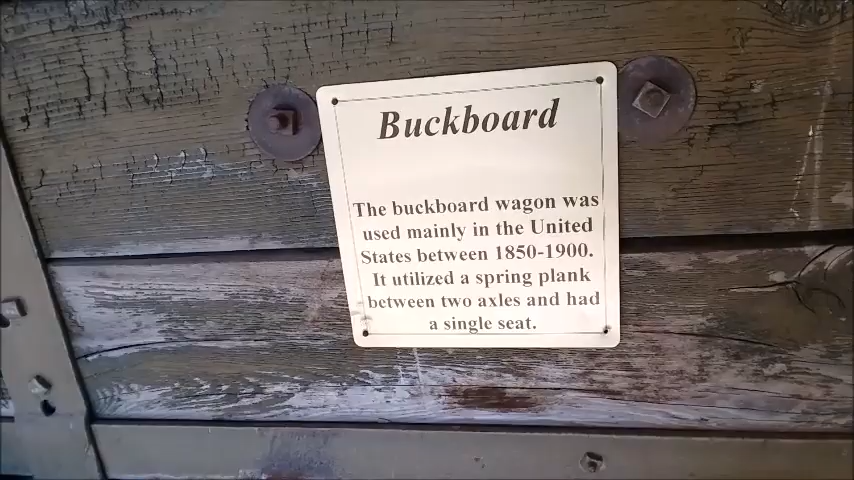 Buckboard
The buckboard wagon was
used mainly in the United
States between 1850-1900.
It utilized a spring plank
between two axles and had
a single seat.